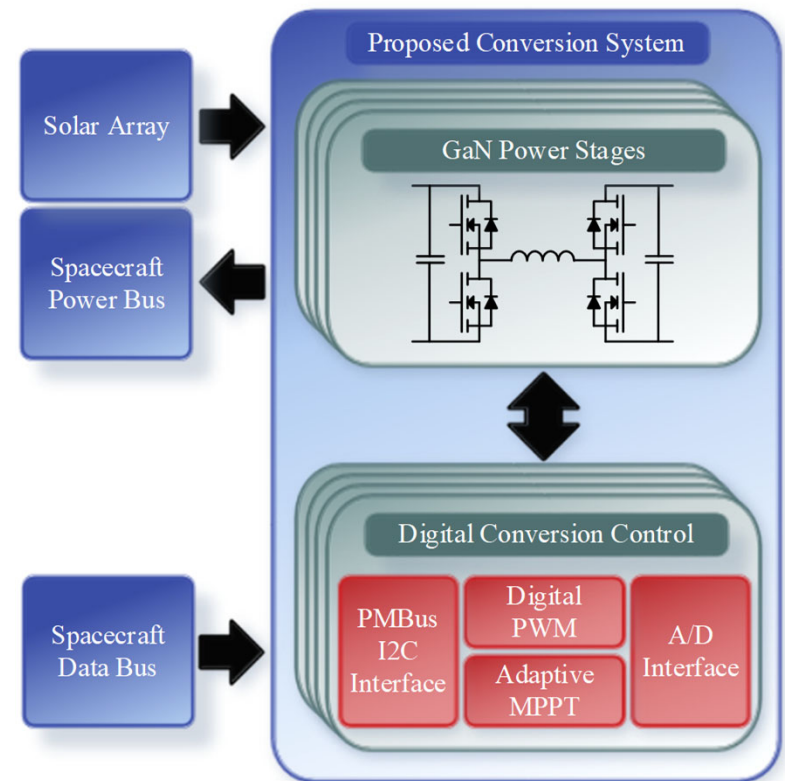 Proposed Conversion System
Solar Array
GaN Power Stages
Spacecraft
Power Bus
Digital Conversion Control
Spacecraft
Data Bus
PMBus
I2C
Interface
Digital
PWM
Adaptive
MPPT
A/D
Interface